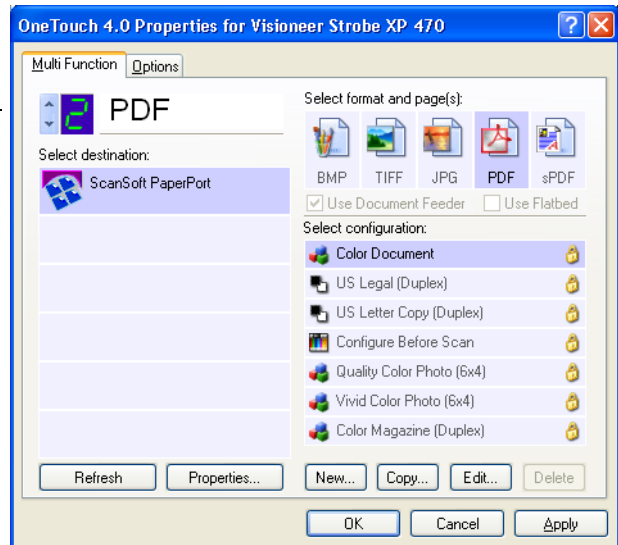 OneTouch 4.0 Properties for Visioneer Strobe XP 470
Multi Function Options
2 PDF
Select destination:
ScanSoft PaperPort
Select format and page(s):
BMP TIFF JPG PDF sPDF
Use Document Feeder Use Flatbed
Select configuration:
Color Document
US Legal (Duplex)
US Letter Copy (Duplex)
Configure Before Scan
Quality Color Photo (6x4)
Vivid Color Photo (6x4)
Color Magazine (Duplex)
Refresh Properties... New... Copy... Edit... Delete
OK Cancel Apply